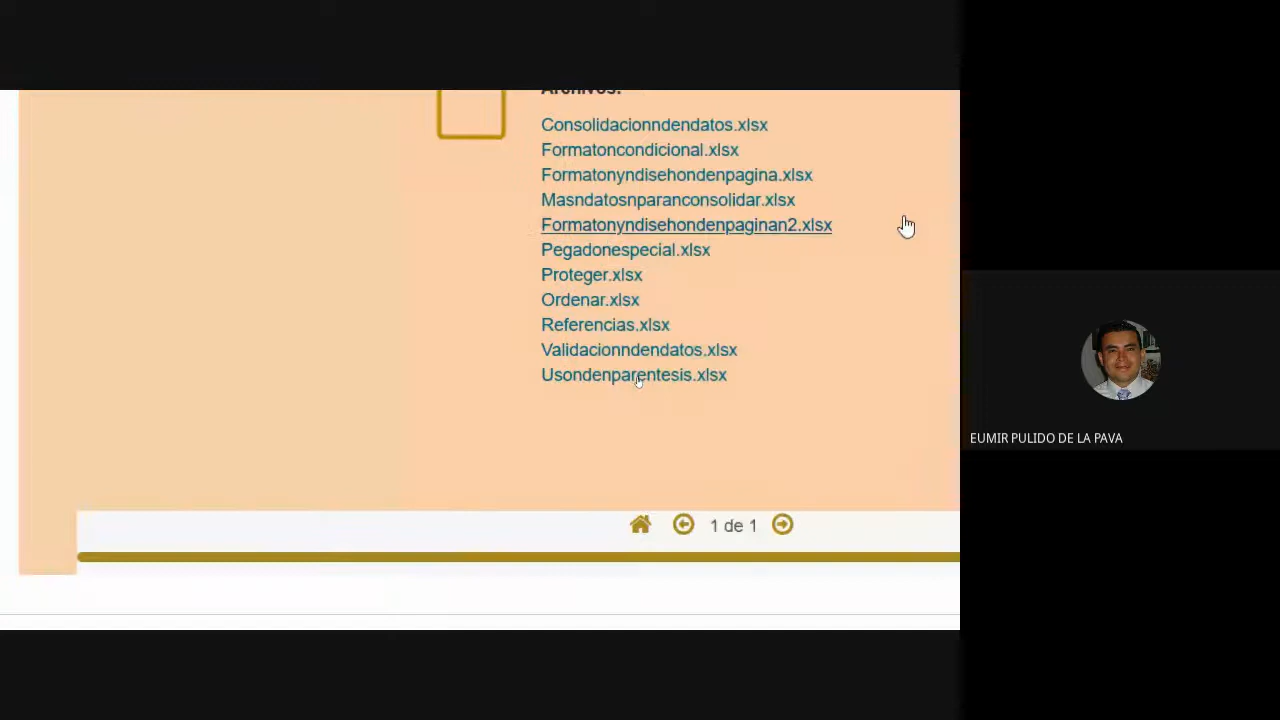 Archivos:
Consolidacionndendatos.xlsx
Formatoncondicional.xlsx
Formatonyndisehondenpagina.xlsx
Masndatosnparanconsolidar.xlsx
Formatonyndisehondenpaginan2.xlsx
Pegadonespecial.xlsx
Proteger.xlsx
Ordenar.xlsx
Referencias.xlsx
Validacionndendatos.xlsx
Usondenparentesis.xlsx
EUMIR PULIDO DE LA PAVA
1 de 1